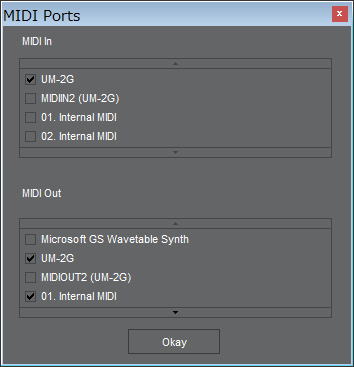 MIDI Ports
MIDI In
UM-2G
MIDIIN2 (UM-2G)
01. Internal MIDI
02. Internal MIDI
MIDI Out
Microsoft GS Wavetable Synth
UM-2G
MIDIOUT2 (UM-2G)
01. Internal MIDI
Okay